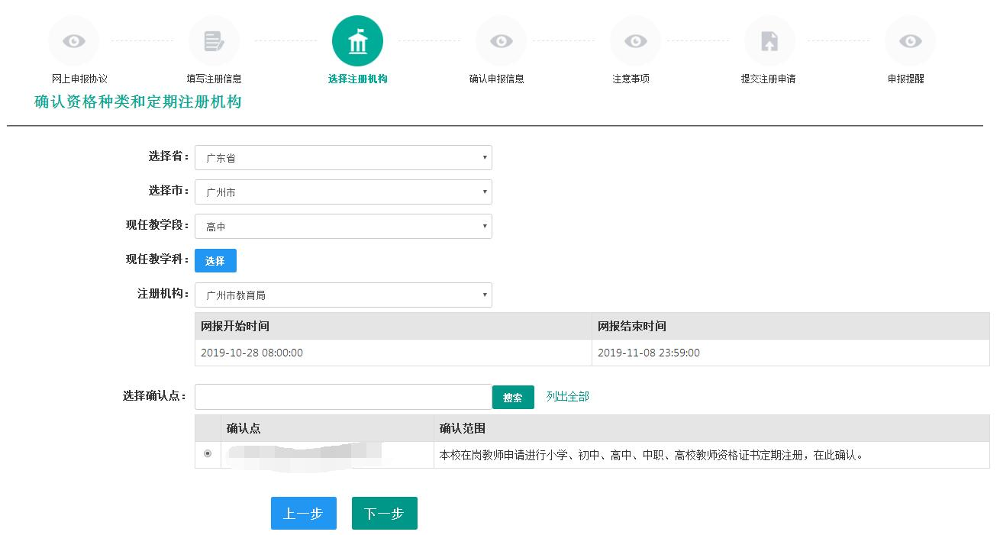 网上申报协议 填写注册信息 选择注册机构 确认申报信息 注意事项 提交注册申请 申报提醒
确认资格种类和定期注册机构
选择省： 广东省
选择市： 广州市
现任教学段： 高中
现任教学科： 选择
注册机构： 广州市教育局
网报开始时间 网报结束时间
2019-10-28 08:00:00 2019-11-08 23:59:00
选择确认点： 搜索 列出全部
确认点 确认范围
本校在岗教师申请进行小学、初中、高中、中职、高校教师资格证书定期注册，在此确认。
上一步 下一步